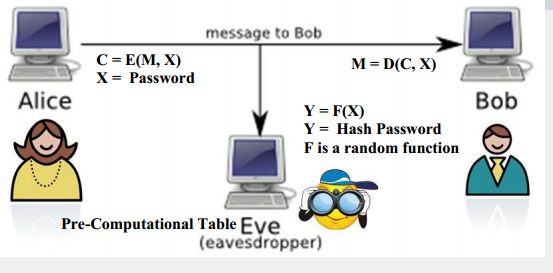 message to Bob
C = E(M, X)
X = Password
M = D(C, X)
Alice
Bob
Y = F(X)
Y = Hash Password
F is a random function
Pre-Computational Table Eve
(eavesdropper)